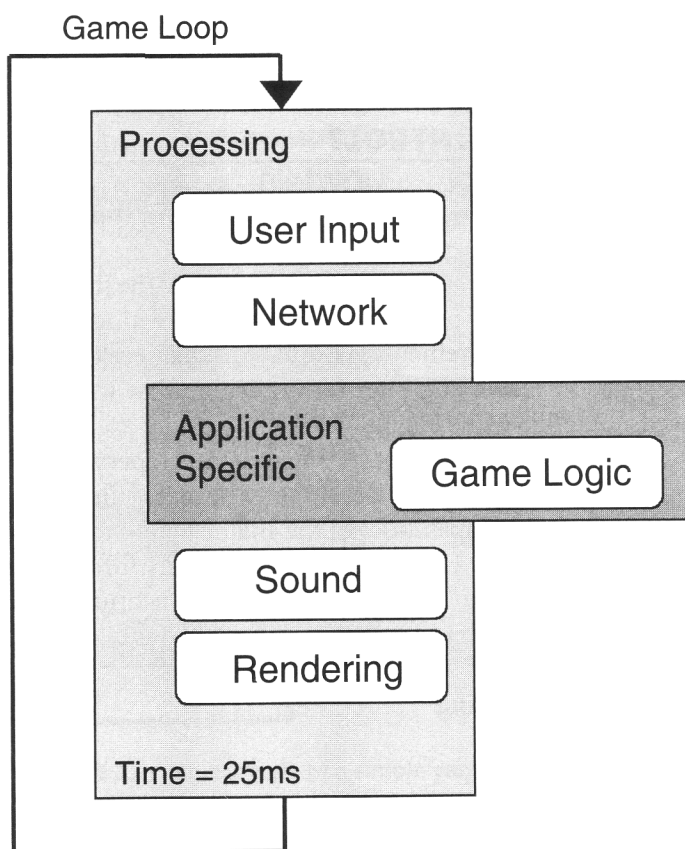 Game Loop
Processing
User Input
Network
Application
Specific
Game Logic
Sound
Rendering
Time = 25ms